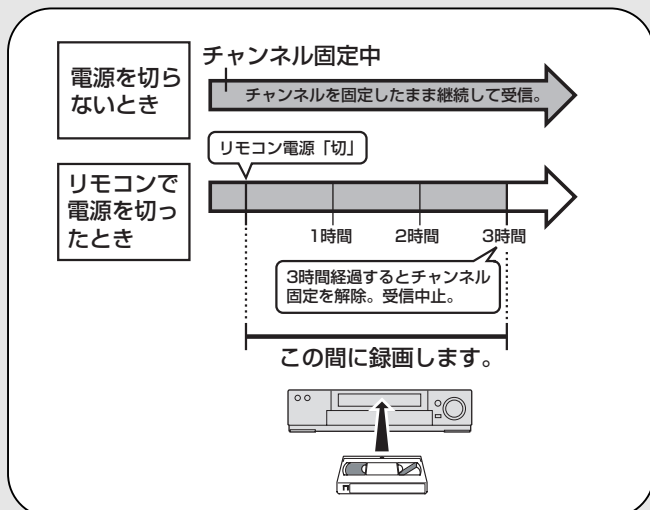 電源を切ら
ないとき
チャンネル固定中
チャンネルを固定したまま継続して受信。
リモコン電源「切」
リモコンで
電源を切っ
たとき
1時間 2時間 3時間
3時間経過するとチャンネル
固定を解除。受信中止。
この間に録画します。